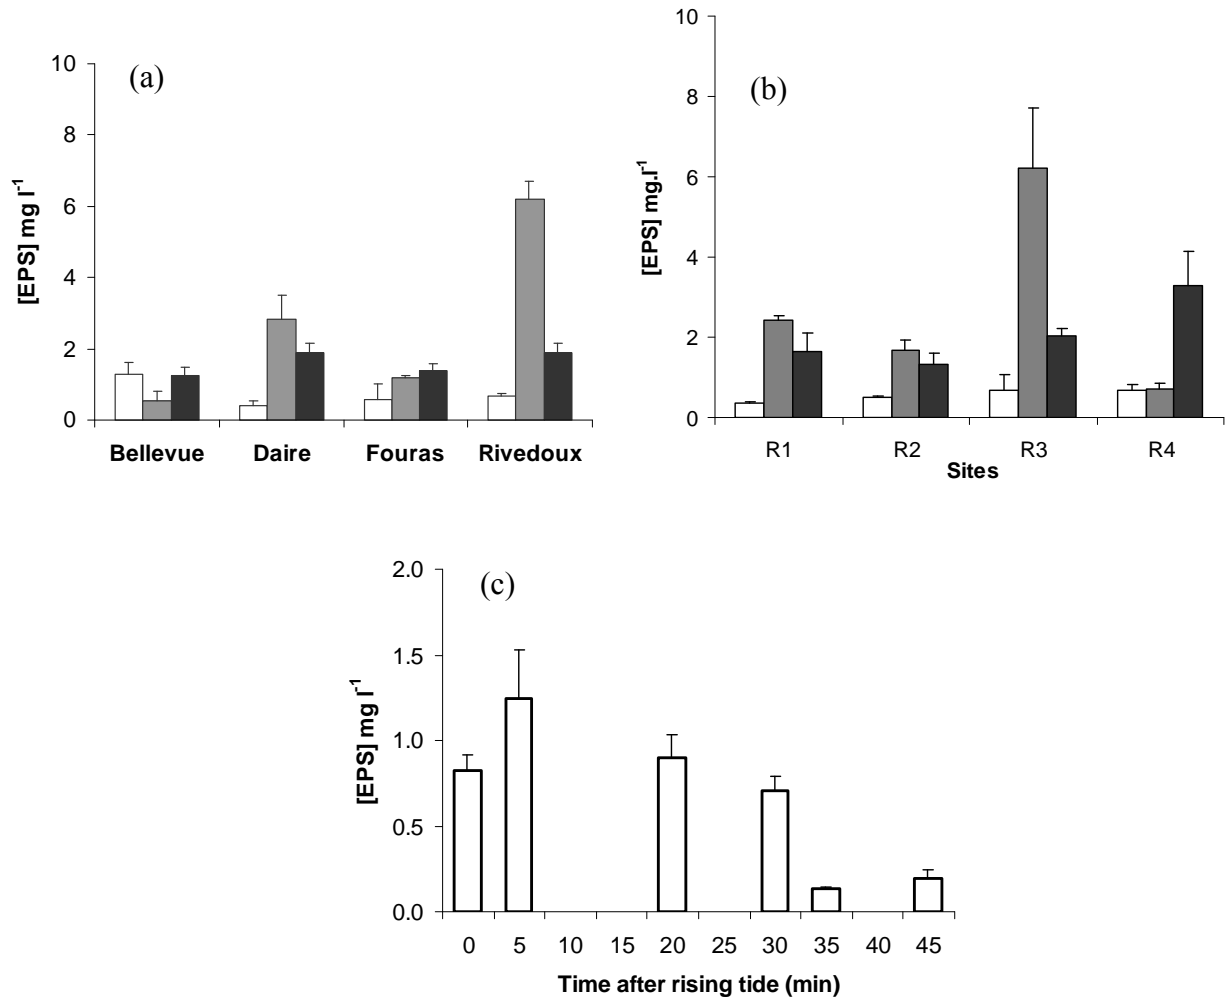 (a)
[EPS] mg l-1
10
8
6
4
2
0
Bellevue Daire Fouras Rivedoux
(b)
[EPS] mg.l-1
10
8
6
4
2
0
R1 R2 R3 R4
Sites
(c)
[EPS] mg l-1
2.0
1.5
1.0
0.5
0.0
0 5 10 15 20 25 30 35 40 45
Time after rising tide (min)